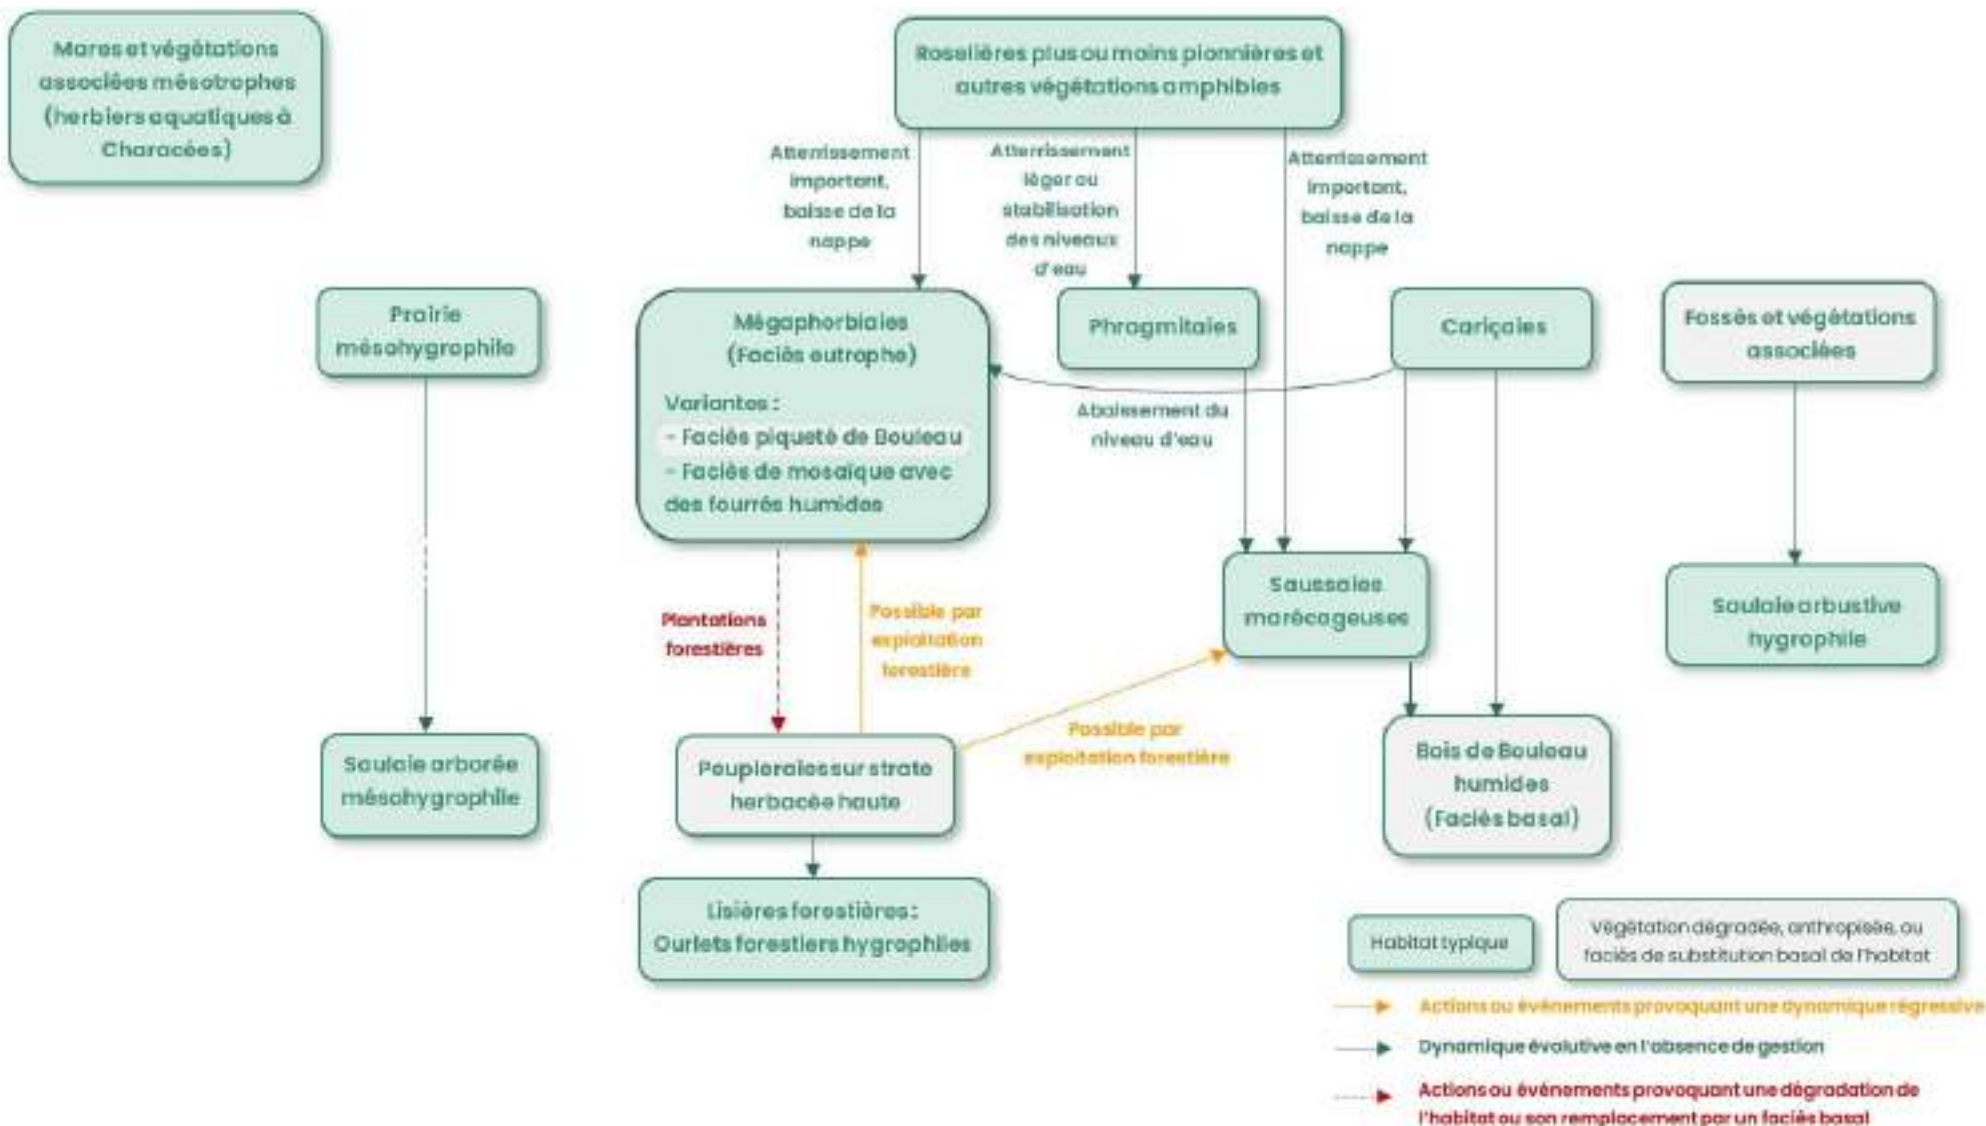 Mares et végétations
associées mésotrophes
(herbiers aquatiques à
Characées)
Roselières plus ou moins pionnières et
autres végétations amphibies
Atterrissement
important,
baisse de la
nappe
Atterrissement
léger ou
stabilisation
des niveaux
d'eau
Atterrissement
important,
baisse de la
nappe
Prairie
mésohygrophile
Mégaphorbiaies
(Faciès eutrophe)
Variantes :
- Faciès piqueté de Bouleau
- Faciès de mosaïque avec
des fourrés humides
Phragmitaies
Cariçaies
Fossés et végétations
associées
Abaissement du
niveau d'eau
Saussaies
marécageuses
Saulaie arbustive
hygrophile
Plantations
forestières
Possible par
exploitation
forestière
Possible par
exploitation forestière
Saulaie arborée
mésohygrophile
Peupleraies sur strate
herbacée haute
Bois de Bouleau
humides
(Faciès basal)
Lisières forestières :
Ourlets forestiers hygrophiles
Habitat typique
Végétation dégradée, anthropisée, ou
faciès de substitution basal de l'habitat
Actions ou événements provoquant une dynamique régressive
Dynamique évolutive en l'absence de gestion
Actions ou événements provoquant une dégradation de
l'habitat ou son remplacement par un faciès basal